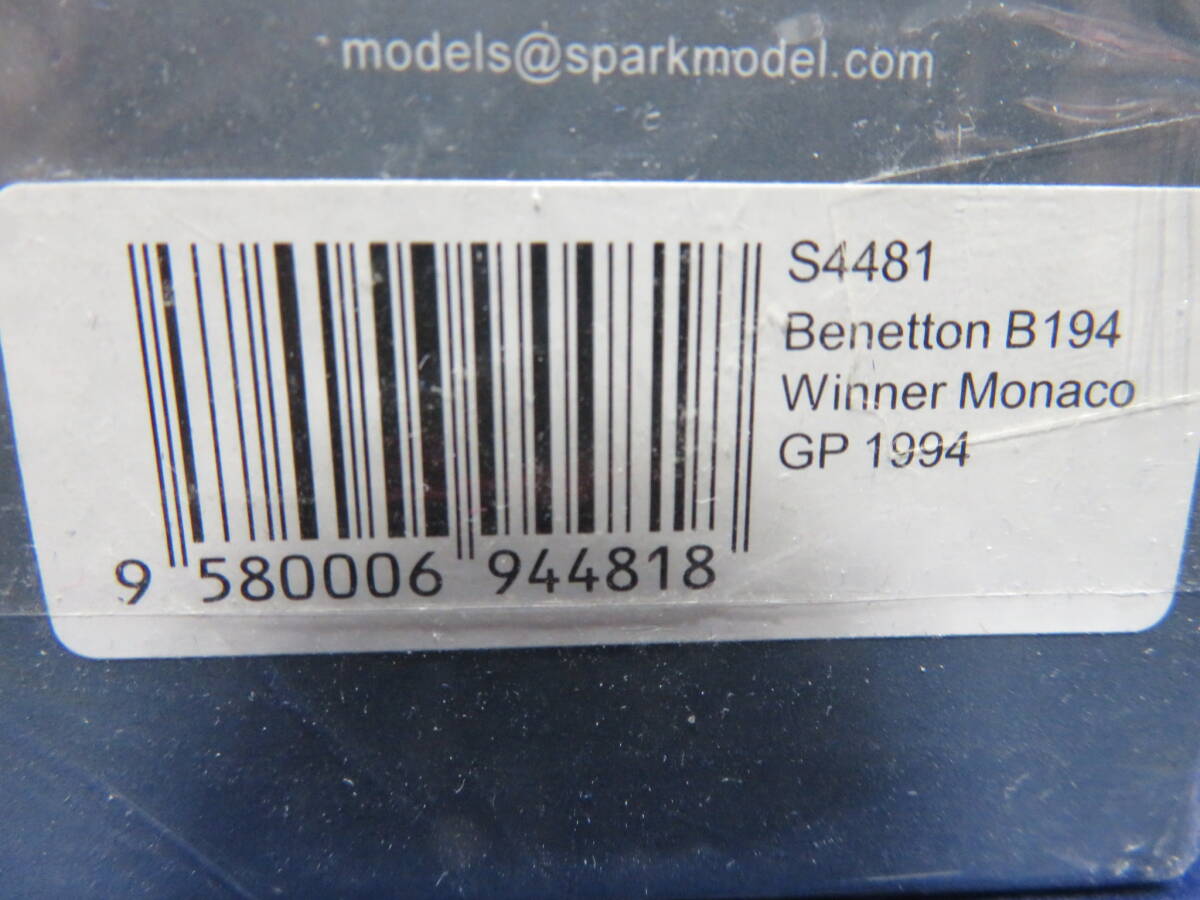 models@sparkmodel.com
S4481
Benetton B194
Winner Monaco
GP 1994
9 580006 944818